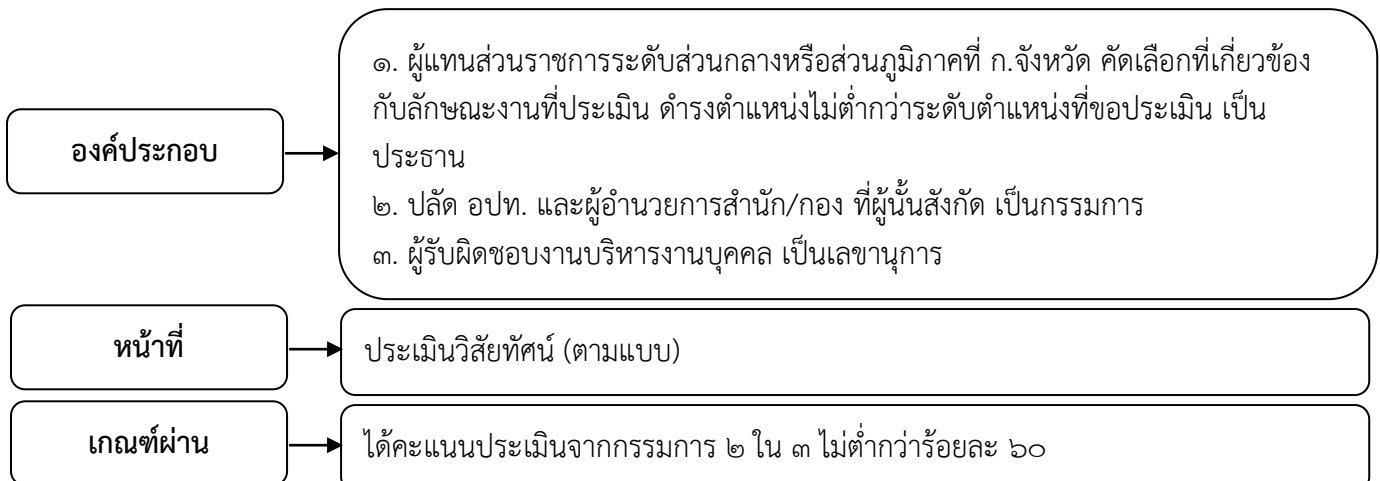 องค์ประกอบ
๑. ผู้แทนส่วนราชการระดับส่วนกลางหรือส่วนภูมิภาคที่ ก.จังหวัด คัดเลือกที่เกี่ยวข้อง
กับลักษณะงานที่ประเมิน ดำรงตำแหน่งไม่ต่ำกว่าระดับตำแหน่งที่ขอประเมิน เป็น
ประธาน
๒. ปลัด อปท. และผู้อำนวยการสำนัก/กอง ที่ผู้นั้นสังกัด เป็นกรรมการ
๓. ผู้รับผิดชอบงานบริหารงานบุคคล เป็นเลขานุการ
หน้าที่
ประเมินวิสัยทัศน์ (ตามแบบ)
เกณฑ์ผ่าน
ได้คะแนนประเมินจากกรรมการ ๒ ใน ๓ ไม่ต่ำกว่าร้อยละ ๖๐